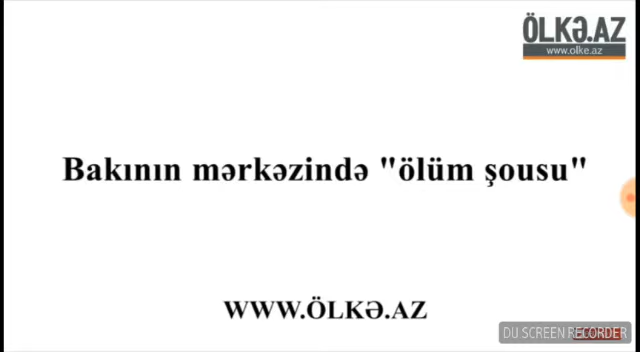 ÖLKƏ.AZ
www.olke.az
Bakının mərkəzində "ölüm şousu"
WWW.ÖLKƏ.AZ
DU SCREEN RECORDER